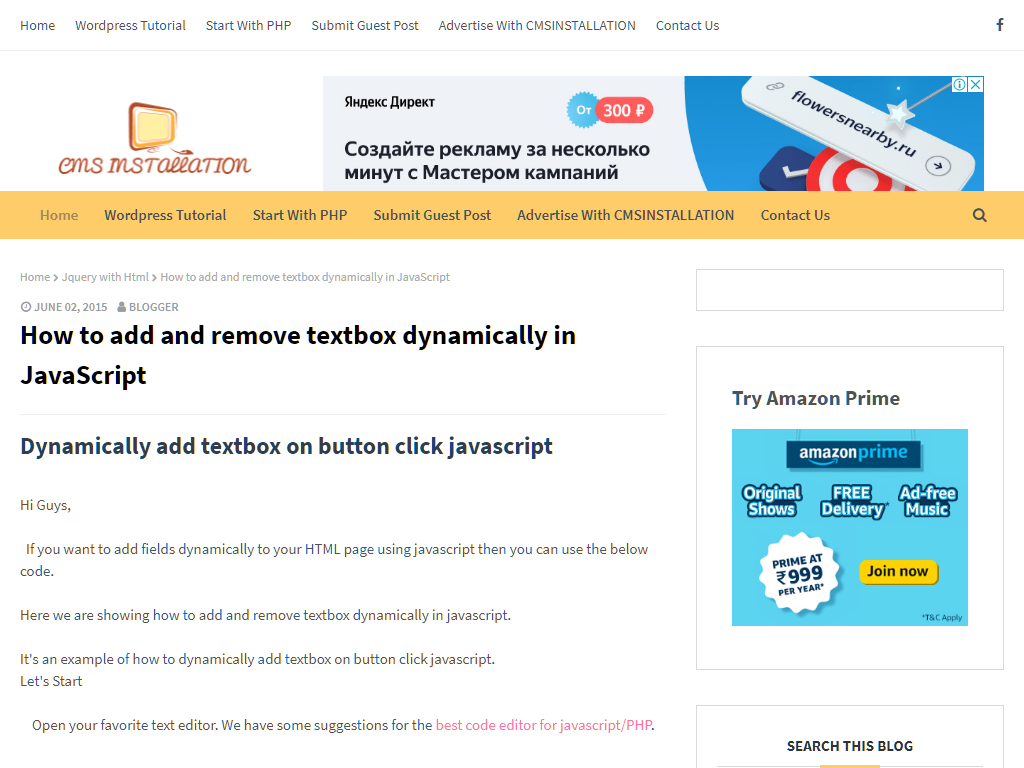 Home Wordpress Tutorial Start With PHP Submit Guest Post Advertise With CMSINSTALLATION Contact Us
CMS INSTALLATION
Яндекс Директ
От 300 ₽
Создайте рекламу за несколько
минут с Мастером кампаний
flowersnearby.ru
Home Wordpress Tutorial Start With PHP Submit Guest Post Advertise With CMSINSTALLATION Contact Us
Home > Jquery with Html > How to add and remove textbox dynamically in JavaScript
JUNE 02, 2015 BLOGGER
How to add and remove textbox dynamically in
JavaScript
Dynamically add textbox on button click javascript
Hi Guys,
If you want to add fields dynamically to your HTML page using javascript then you can use the below
code.
Here we are showing how to add and remove textbox dynamically in javascript.
It's an example of how to dynamically add textbox on button click javascript.
Let's Start
Open your favorite text editor. We have some suggestions for the best code editor for javascript/PHP.
Try Amazon Prime
amazon prime
Original Shows
FREE Delivery*
Ad-free Music
PRIME AT
₹999
PER YEAR*
Join now
*T&C Apply
SEARCH THIS BLOG